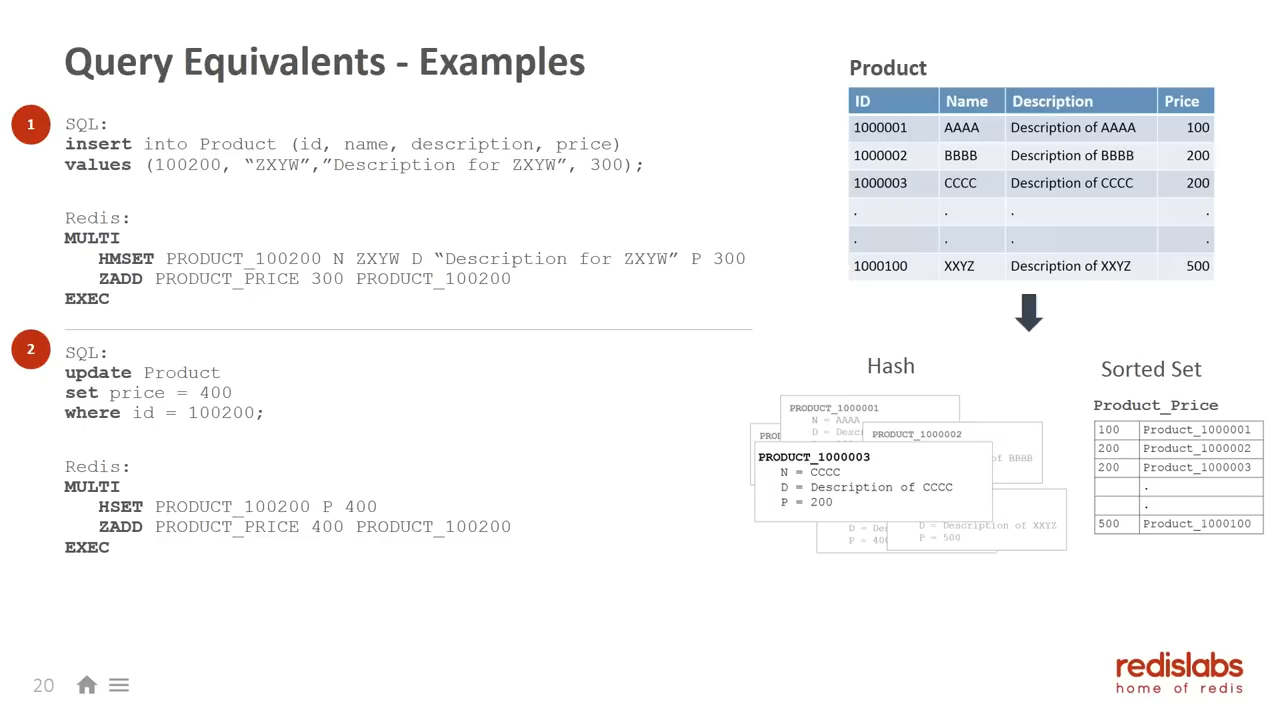 Query Equivalents - Examples
1
SQL:
insert into Product (id, name, description, price)
values (100200, “ZXYW”,”Description for ZXYW”, 300);
Redis:
MULTI
HMSET PRODUCT_100200 N ZXYW D “Description for ZXYW” P 300
ZADD PRODUCT_PRICE 300 PRODUCT_100200
EXEC
2
SQL:
update Product
set price = 400
where id = 100200;
Redis:
MULTI
HSET PRODUCT_100200 P 400
ZADD PRODUCT_PRICE 400 PRODUCT_100200
EXEC
Product
ID Name Description Price
1000001 AAAA Description of AAAA 100
1000002 BBBB Description of BBBB 200
1000003 CCCC Description of CCCC 200
. . . .
. . . .
1000100 XXYZ Description of XXYZ 500
Hash
PRODUCT_1000001
N = AAAA
D =
PRODUCT_1000002
of BBBB
PRODUCT_1000003
N = CCCC
D = Description of CCCC
P = 200
D = Description of XXYZ
P = 500
Sorted Set
Product_Price
100 Product_1000001
200 Product_1000002
200 Product_1000003
.
.
500 Product_1000100
20
redislabs
home of redis